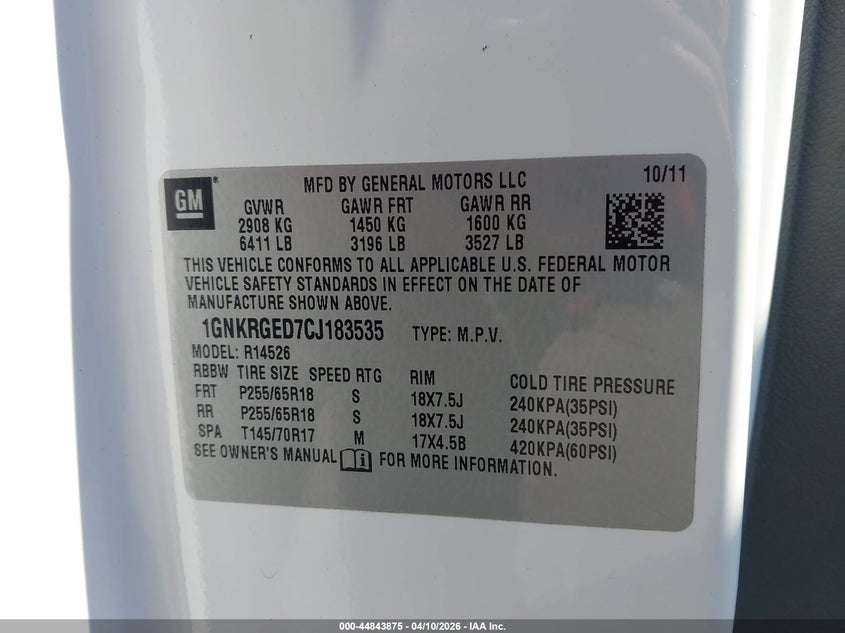 GM
MFD BY GENERAL MOTORS LLC 10/11
GVWR GAWR FRT GAWR RR
2908 KG 1450 KG 1600 KG
6411 LB 3196 LB 3527 LB
THIS VEHICLE CONFORMS TO ALL APPLICABLE U.S. FEDERAL MOTOR
VEHICLE SAFETY STANDARDS IN EFFECT ON THE DATE OF
MANUFACTURE SHOWN ABOVE.
1GNKRGED7CJ183535 TYPE: M.P.V.
MODEL: R14526
RBBW TIRE SIZE SPEED RTG RIM COLD TIRE PRESSURE
FRT P255/65R18 S 18X7.5J 240KPA(35PSI)
RR P255/65R18 S 18X7.5J 240KPA(35PSI)
SPA T145/70R17 M 17X4.5B 420KPA(60PSI)
SEE OWNER'S MANUAL FOR MORE INFORMATION.
000-44843875 - 04/10/2026 - IAA Inc.